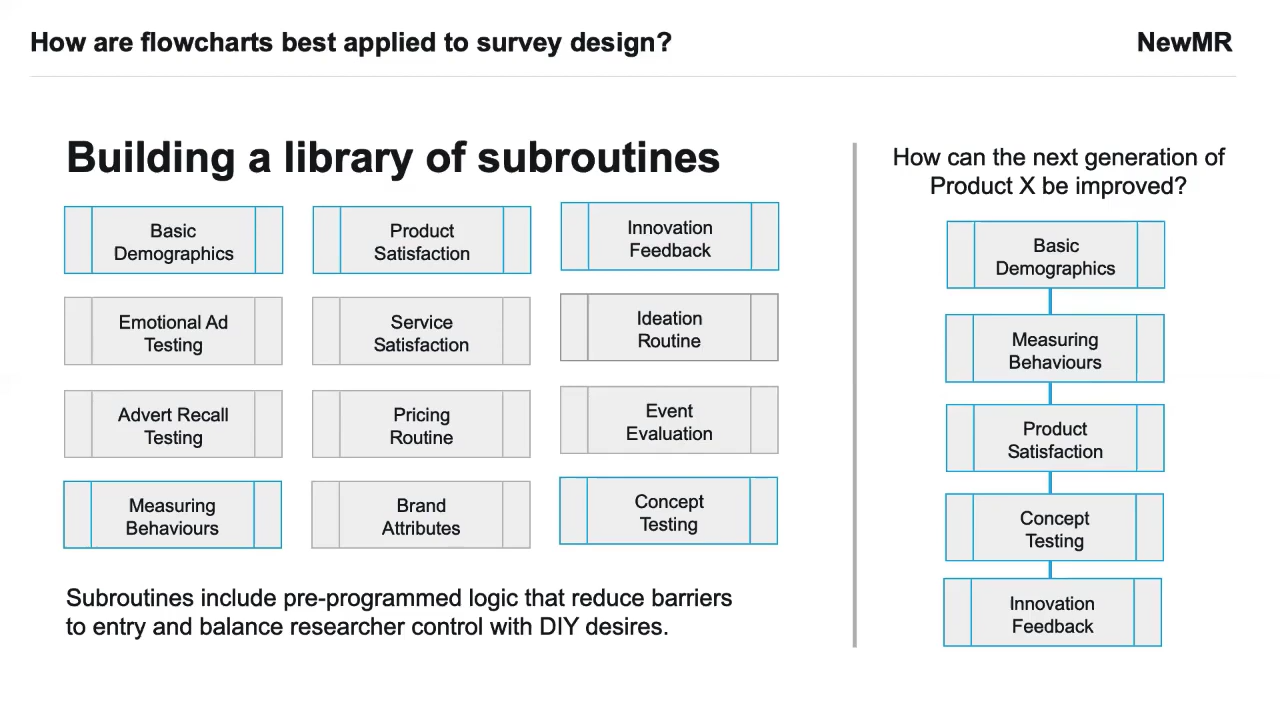 How are flowcharts best applied to survey design?
NewMR
Building a library of subroutines
Basic
Demographics
Product
Satisfaction
Innovation
Feedback
Emotional Ad
Testing
Service
Satisfaction
Ideation
Routine
Advert Recall
Testing
Pricing
Routine
Event
Evaluation
Measuring
Behaviours
Brand
Attributes
Concept
Testing
Subroutines include pre-programmed logic that reduce barriers
to entry and balance researcher control with DIY desires.
How can the next generation of
Product X be improved?
Basic
Demographics
Measuring
Behaviours
Product
Satisfaction
Concept
Testing
Innovation
Feedback